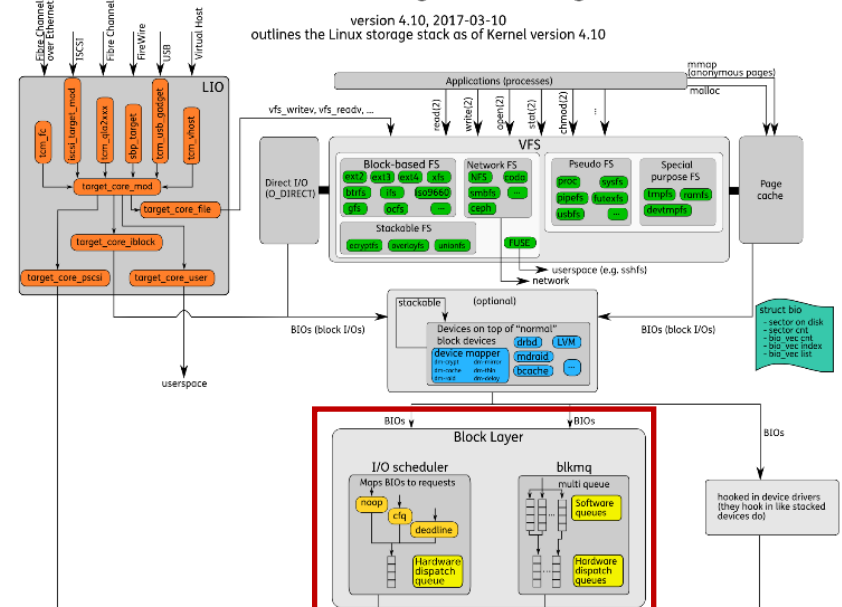 version 4.10, 2017-03-10
outlines the Linux storage stack as of Kernel version 4.10
Fibre Channel
over Ethernet
ISCSI
Fibre Channel
FireWire
USB
Virtual Host
LIO
tcm_fc
iscsi_target_mod
tcm_qla2xxx
sbp_target
tcm_usb_gadget
tcm_vhost
target_core_mod
target_core_file
target_core_iblock
target_core_pscsi
target_core_user
userspace
vfs_writev, vfs_readv, ...
Applications (processes)
mmap
(anonymous pages)
malloc
read(2)
write(2)
open(2)
stat(2)
chmod(2)
...
VFS
Direct I/O
(O_DIRECT)
Block-based FS
ext2 ext3 ext4 xfs
btrfs ifs iso9660
gfs ocfs ...
Network FS
NFS coda
smbfs ...
ceph
Pseudo FS
proc sysfs
pipefs futexfs
usbfs ...
Special
purpose FS
tmpfs ramfs
devtmpfs
Page
cache
Stackable FS
ecryptfs overlayfs unionfs
FUSE
userspace (e.g. sshfs)
network
BIOs (block I/Os)
BIOs (block I/Os)
stackable
(optional)
Devices on top of “normal”
block devices
drbd LVM
device mapper
dm-crypt dm-mirror
dm-cache dm-thin
dm-raid dm-delay
mdraid
bcache
...
struct bio
- sector on disk
- sector cnt
- bio_vec cnt
- bio_vec index
- bio_vec list
BIOs
BIOs
BIOs
Block Layer
I/O scheduler
Maps BIOs to requests
noop
cfq
deadline
Hardware
dispatch
queue
blkmq
multi queue
Software
queues
Hardware
dispatch
queues
hooked in device drivers
(they hook in like stacked
devices do)